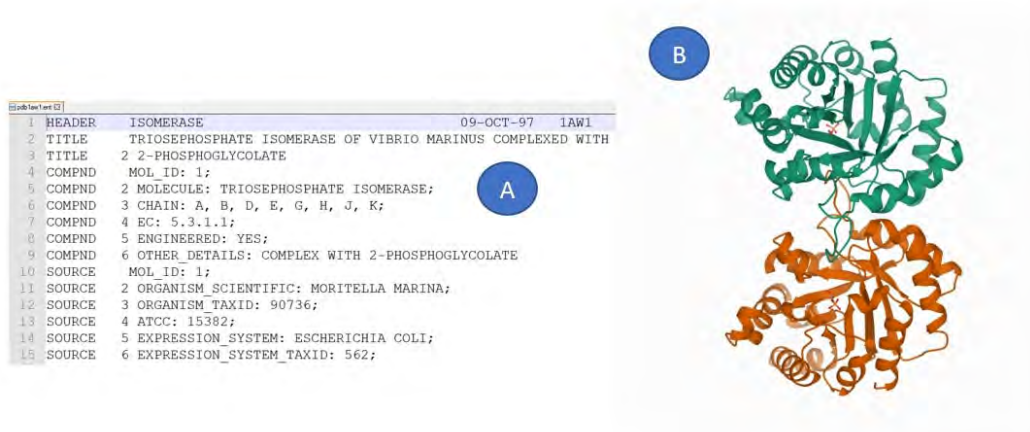 B
pdb1aw1.ent
1 HEADER ISOMERASE 09-OCT-97 1AW1
2 TITLE TRIOSEPHOSPHATE ISOMERASE OF VIBRIO MARINUS COMPLEXED WITH
3 TITLE 2 2-PHOSPHOGLYCOLATE
4 COMPND MOL_ID: 1;
5 COMPND 2 MOLECULE: TRIOSEPHOSPHATE ISOMERASE;
6 COMPND 3 CHAIN: A, B, D, E, G, H, J, K;
7 COMPND 4 EC: 5.3.1.1;
8 COMPND 5 ENGINEERED: YES;
9 COMPND 6 OTHER_DETAILS: COMPLEX WITH 2-PHOSPHOGLYCOLATE
10 SOURCE MOL_ID: 1;
11 SOURCE 2 ORGANISM_SCIENTIFIC: MORITELLA MARINA;
12 SOURCE 3 ORGANISM_TAXID: 90736;
13 SOURCE 4 ATCC: 15382;
14 SOURCE 5 EXPRESSION_SYSTEM: ESCHERICHIA COLI;
15 SOURCE 6 EXPRESSION_SYSTEM_TAXID: 562;
A